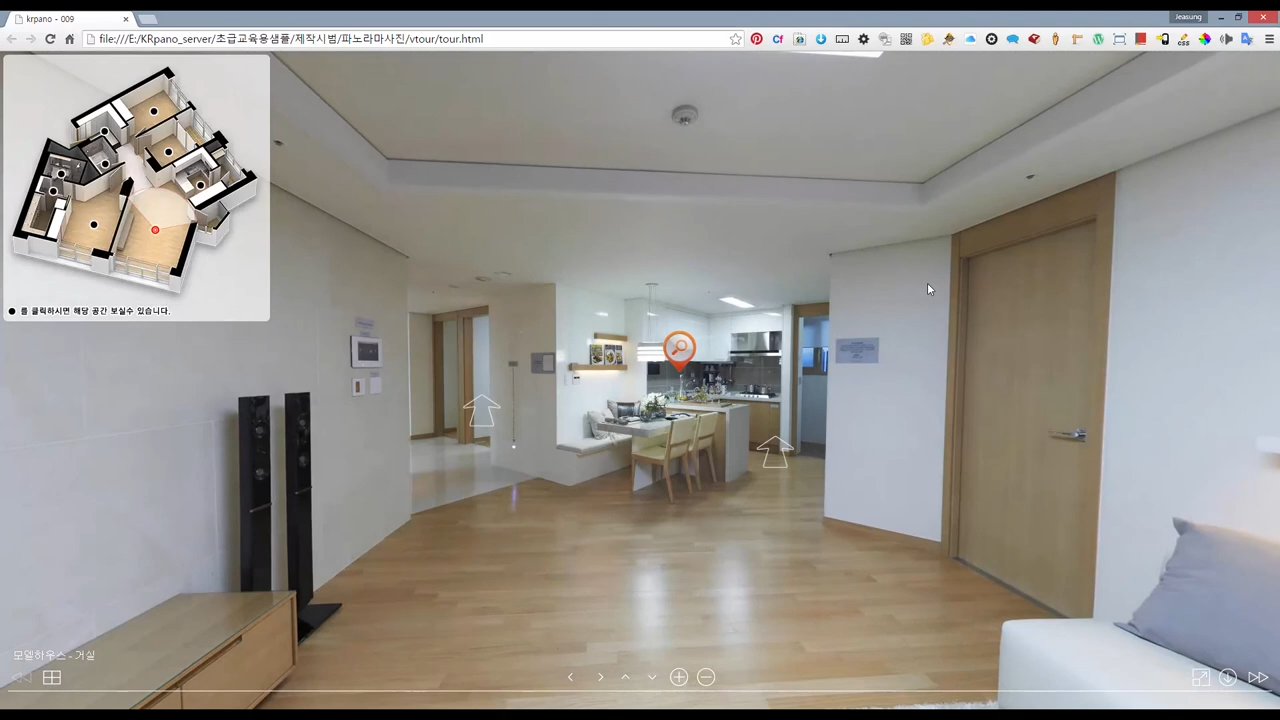 krpano - 009
Jeasung
file:///E:/KRpano_server/초급교육용샘플/제작시범/파노라마사진/vtour/tour.html
를 클릭하시면 해당 공간 보실수 있습니다.
모델하우스 - 거실